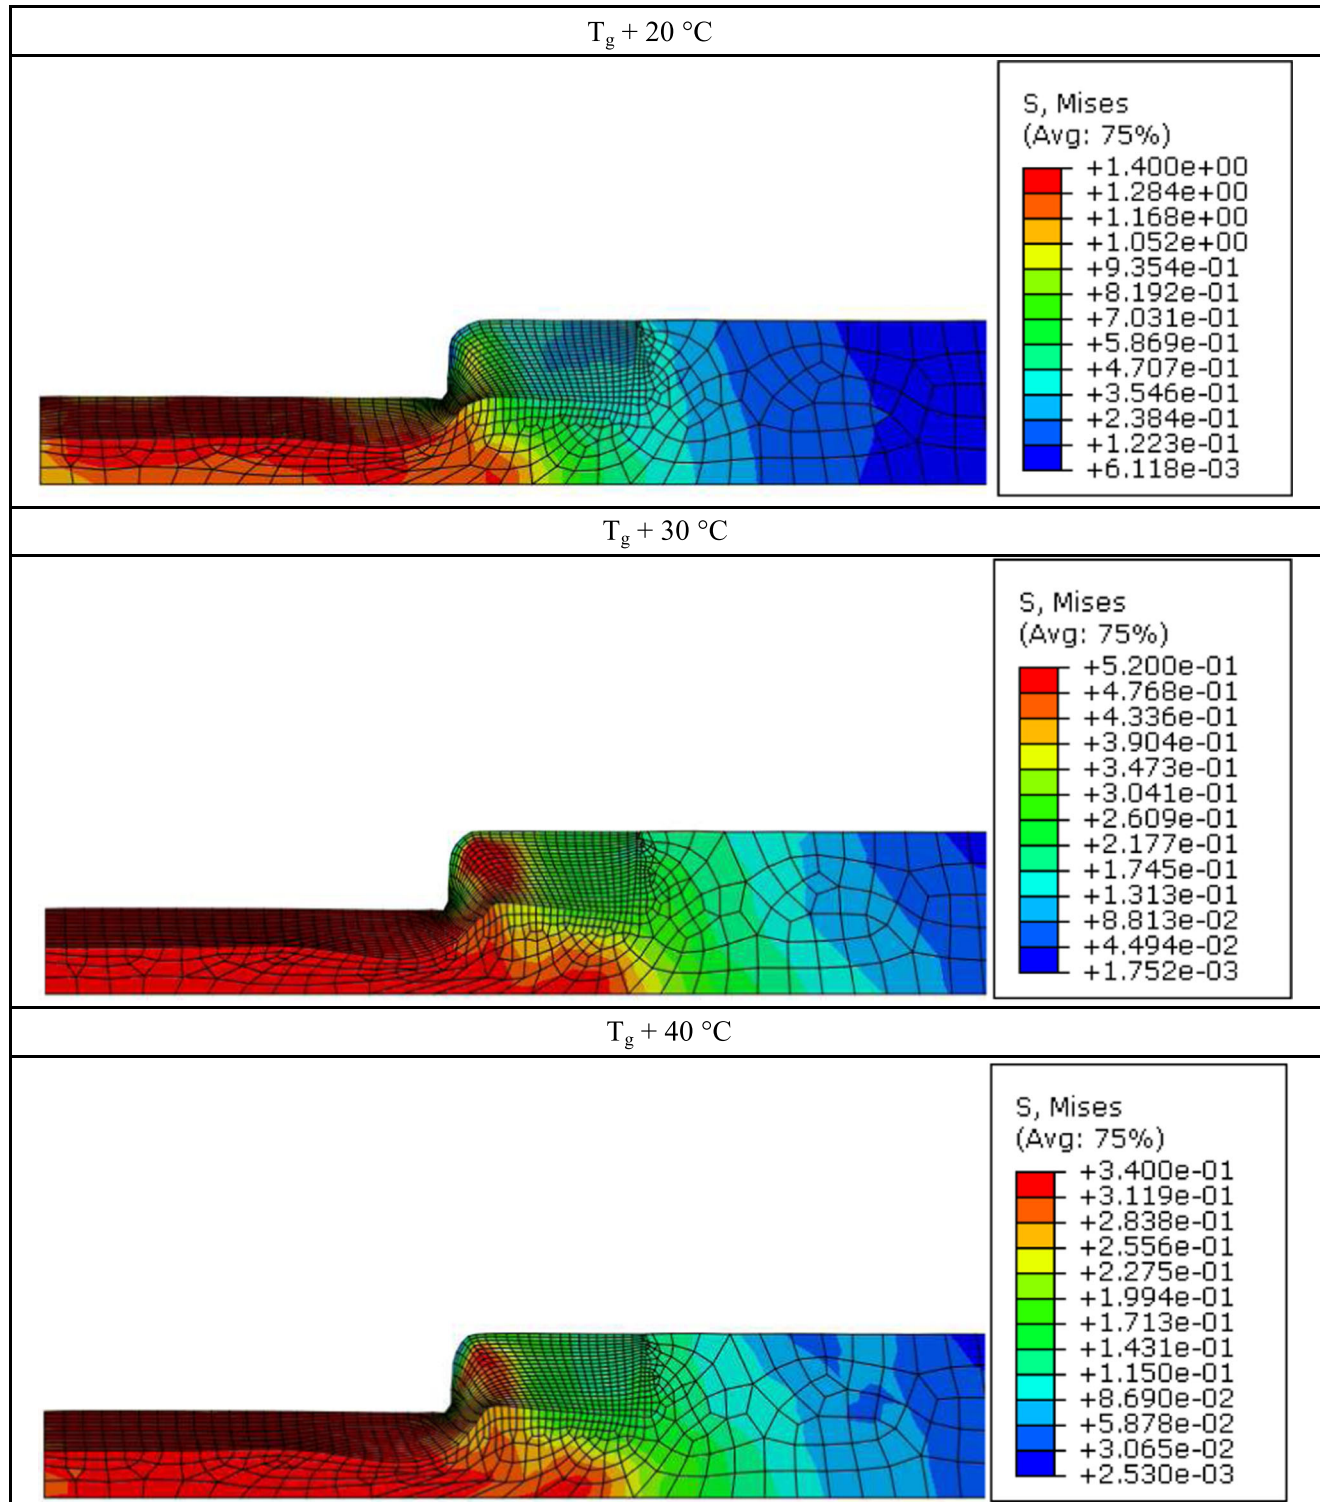 Tg + 20 °C
S, Mises
(Avg: 75%)
+1.400e+00
+1.284e+00
+1.168e+00
+1.052e+00
+9.354e-01
+8.192e-01
+7.031e-01
+5.869e-01
+4.707e-01
+3.546e-01
+2.384e-01
+1.223e-01
+6.118e-03
Tg + 30 °C
S, Mises
(Avg: 75%)
+5.200e-01
+4.768e-01
+4.336e-01
+3.904e-01
+3.473e-01
+3.041e-01
+2.609e-01
+2.177e-01
+1.745e-01
+1.313e-01
+8.813e-02
+4.494e-02
+1.752e-03
Tg + 40 °C
S, Mises
(Avg: 75%)
+3.400e-01
+3.119e-01
+2.838e-01
+2.556e-01
+2.275e-01
+1.994e-01
+1.713e-01
+1.431e-01
+1.150e-01
+8.690e-02
+5.878e-02
+3.065e-02
+2.530e-03